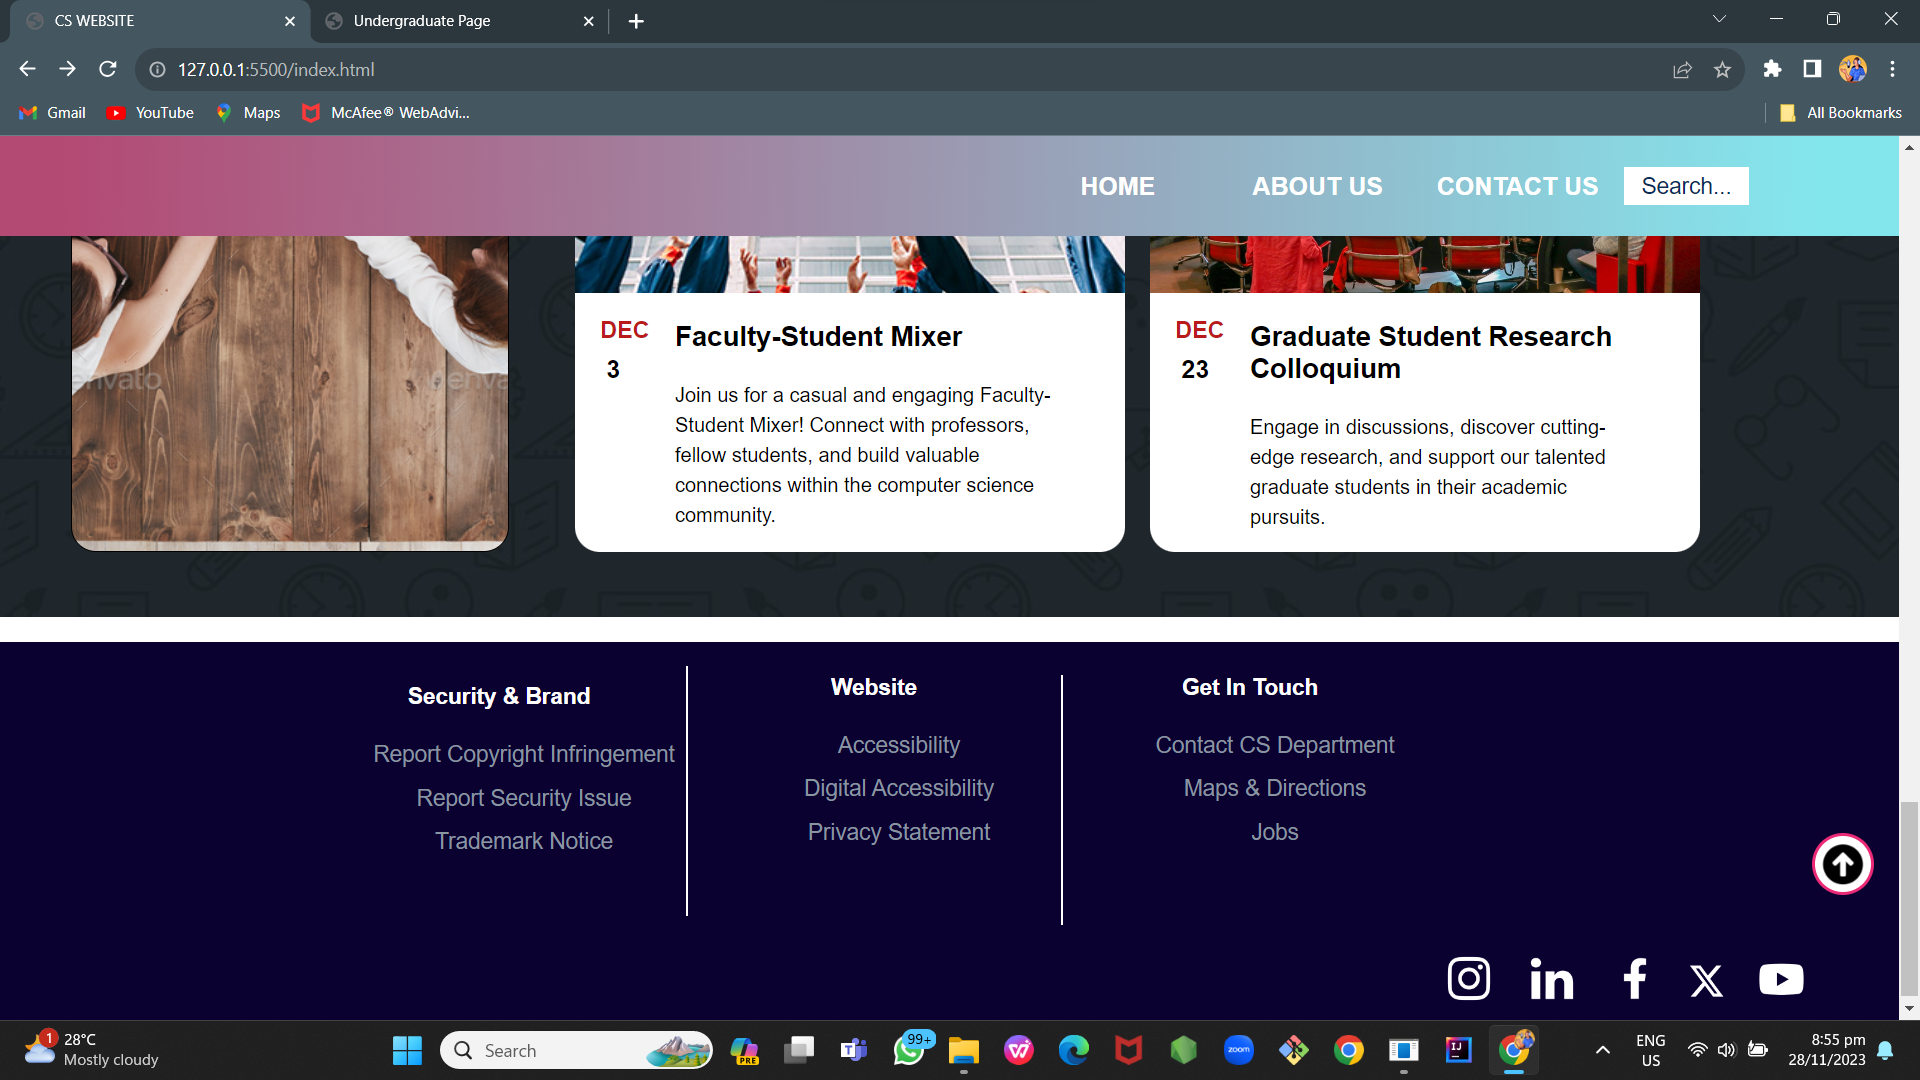 CS WEBSITE
Undergraduate Page
127.0.0.1:5500/index.html
Gmail
YouTube
Maps
McAfee® WebAdvi...
All Bookmarks
HOME
ABOUT US
CONTACT US
Search...
DEC
3
Faculty-Student Mixer
Join us for a casual and engaging Faculty-
Student Mixer! Connect with professors,
fellow students, and build valuable
connections within the computer science
community.
DEC
23
Graduate Student Research
Colloquium
Engage in discussions, discover cutting-
edge research, and support our talented
graduate students in their academic
pursuits.
Security & Brand
Report Copyright Infringement
Report Security Issue
Trademark Notice
Website
Accessibility
Digital Accessibility
Privacy Statement
Get In Touch
Contact CS Department
Maps & Directions
Jobs
1
28°C
Mostly cloudy
Search
PRE
99+
zoom
IJ
ENG
US
8:55 pm
28/11/2023